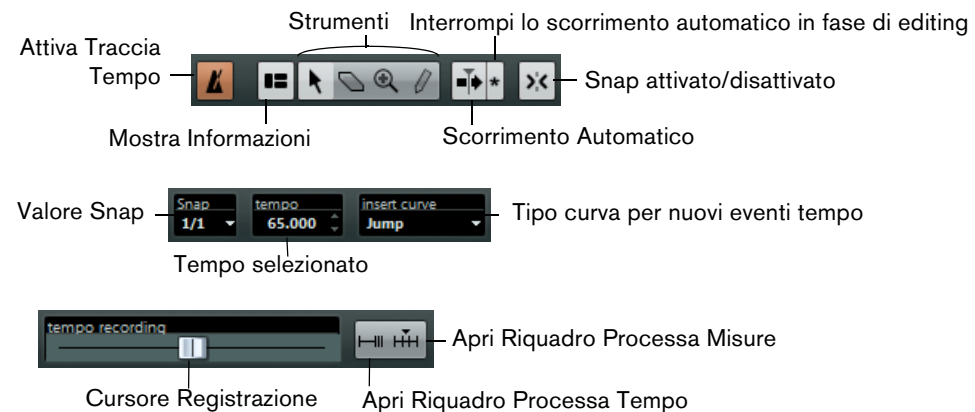 Strumenti
Interrompi lo scorrimento automatico in fase di editing
Attiva Traccia
Tempo
Snap attivato/disattivato
Mostra Informazioni
Scorrimento Automatico
Valore Snap
Snap
1/1
tempo
65.000
insert curve
Jump
Tipo curva per nuovi eventi tempo
Tempo selezionato
tempo recording
Apri Riquadro Processa Misure
Cursore Registrazione
Apri Riquadro Processa Tempo